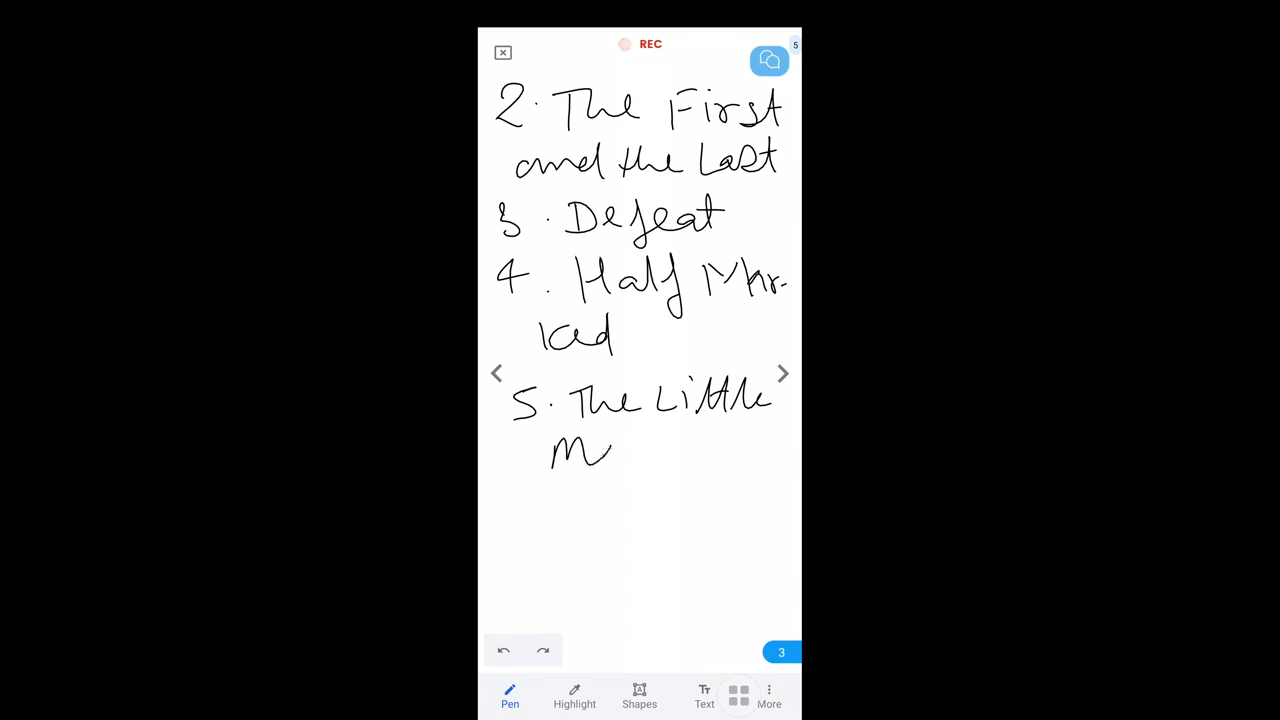 REC
5
2. The First
and the Last
3. Defeat
4. Half Mar-
ked
5. The Little
M
3
Pen Highlight Shapes Text More